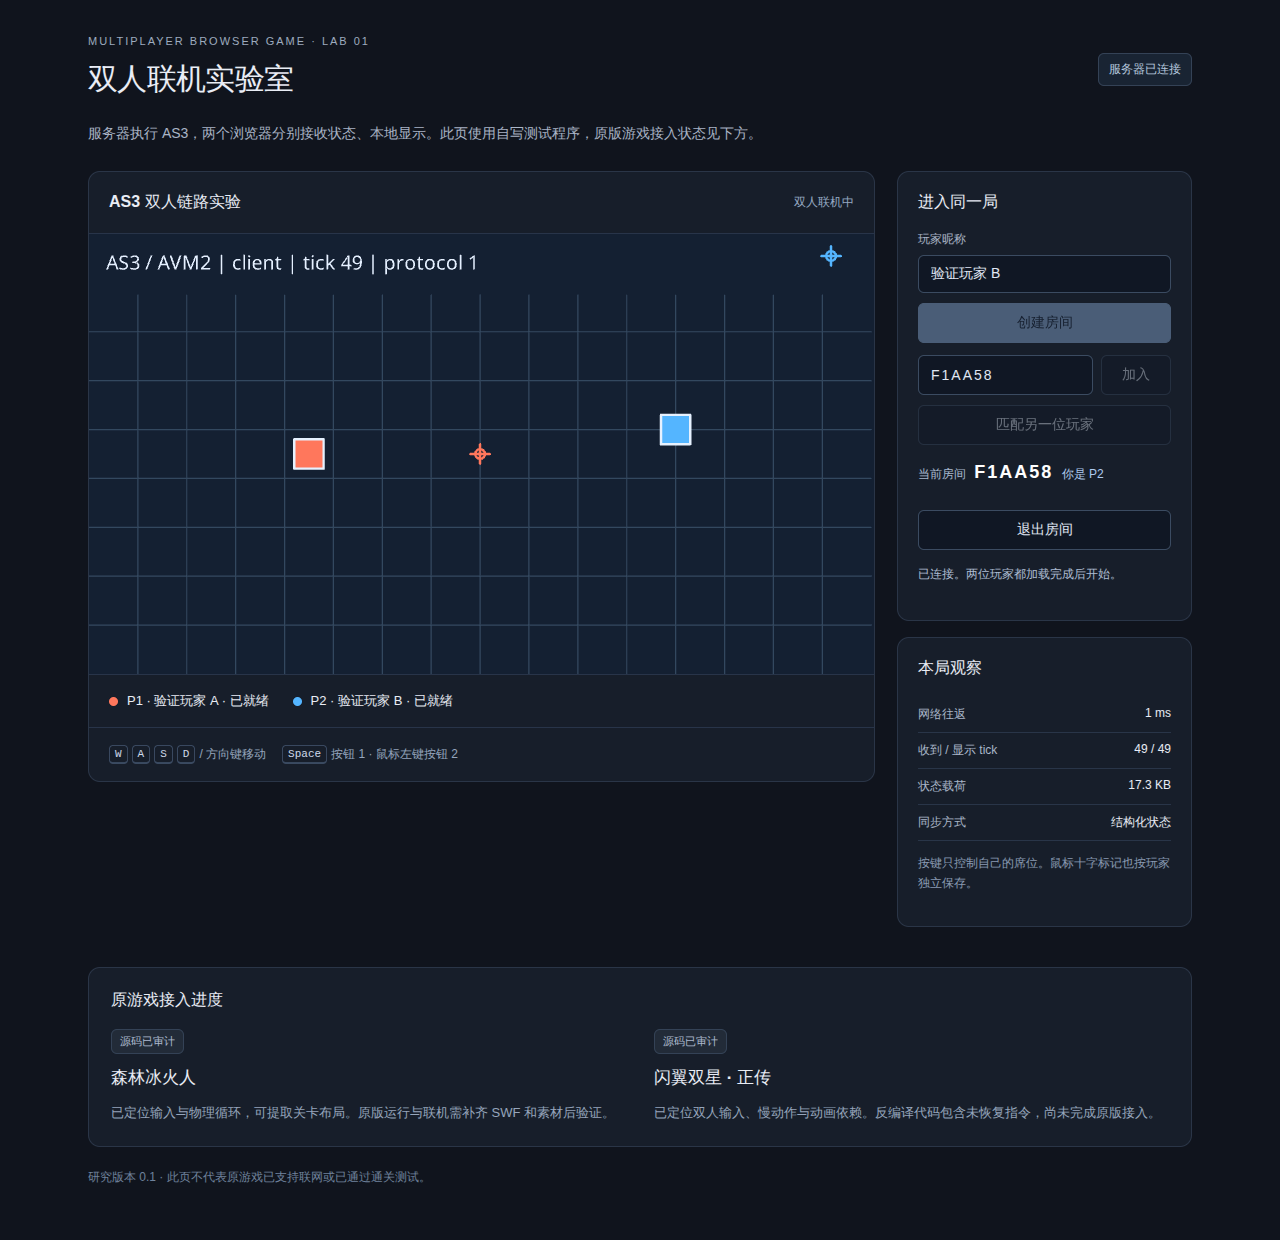 MULTIPLAYER BROWSER GAME · LAB 01
双人联机实验室
服务器已连接
服务器执行 AS3，两个浏览器分别接收状态、本地显示。此页使用自写测试程序，原版游戏接入状态见下方。
AS3 双人链路实验
双人联机中
AS3 / AVM2 | client | tick 49 | protocol 1
P1 · 验证玩家 A · 已就绪
P2 · 验证玩家 B · 已就绪
W A S D / 方向键移动 Space 按钮 1 · 鼠标左键按钮 2
进入同一局
玩家昵称
验证玩家 B
创建房间
F1AA58
加入
匹配另一位玩家
当前房间 F1AA58 你是 P2
退出房间
已连接。两位玩家都加载完成后开始。
本局观察
网络往返 1 ms
收到 / 显示 tick 49 / 49
状态载荷 17.3 KB
同步方式 结构化状态
按键只控制自己的席位。鼠标十字标记也按玩家
独立保存。
原游戏接入进度
源码已审计
森林冰火人
已定位输入与物理循环，可提取关卡布局。原版运行与联机需补齐 SWF 和素材后验证。
源码已审计
闪翼双星 · 正传
已定位双人输入、慢动作与动画依赖。反编译代码包含未恢复指令，尚未完成原版接入。
研究版本 0.1 · 此页不代表原游戏已支持联网或已通过通关测试。